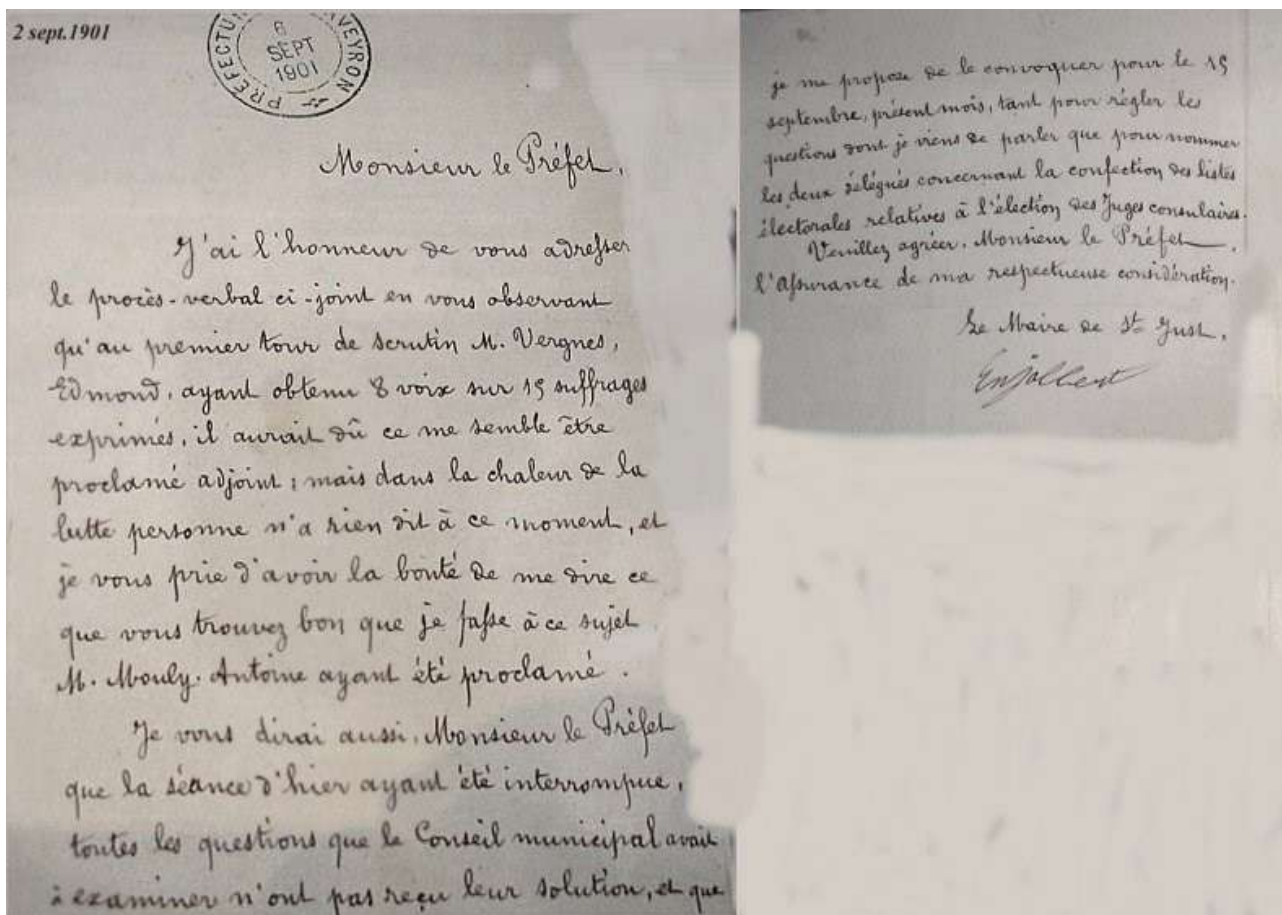 2 sept.1901
PREFECTURE AVEYRON
6
SEPT
1901
Monsieur le Préfet,
J'ai l'honneur de vous adresser
le procès-verbal ci-joint en vous observant
qu'au premier tour de scrutin M. Vergnes,
Edmond, ayant obtenu 8 voix sur 15 suffrages
exprimés, il aurait dû ce me semble être
proclamé adjoint; mais dans la chaleur de la
lutte personne n'a rien dit à ce moment, et
je vous prie d'avoir la bonté de me dire ce
que vous trouvez bon que je fasse à ce sujet
M. Mouly. Antoine ayant été proclamé.
Je vous dirai aussi, Monsieur le Préfet
que la séance d'hier ayant été interrompue,
toutes les questions que le Conseil municipal avait
à examiner n'ont pas reçu leur solution, et que
je me propose de le convoquer pour le 15
septembre, présent mois, tant pour règler les
questions dont je viens de parler que pour nommer
les deux délégués concernant la confection des listes
électorales relatives à l'élection des Juges consulaires.
Veuillez agréer, Monsieur le Préfet,
l'assurance de ma respectueuse considération.
Le Maire de St Just,
Enjalbert